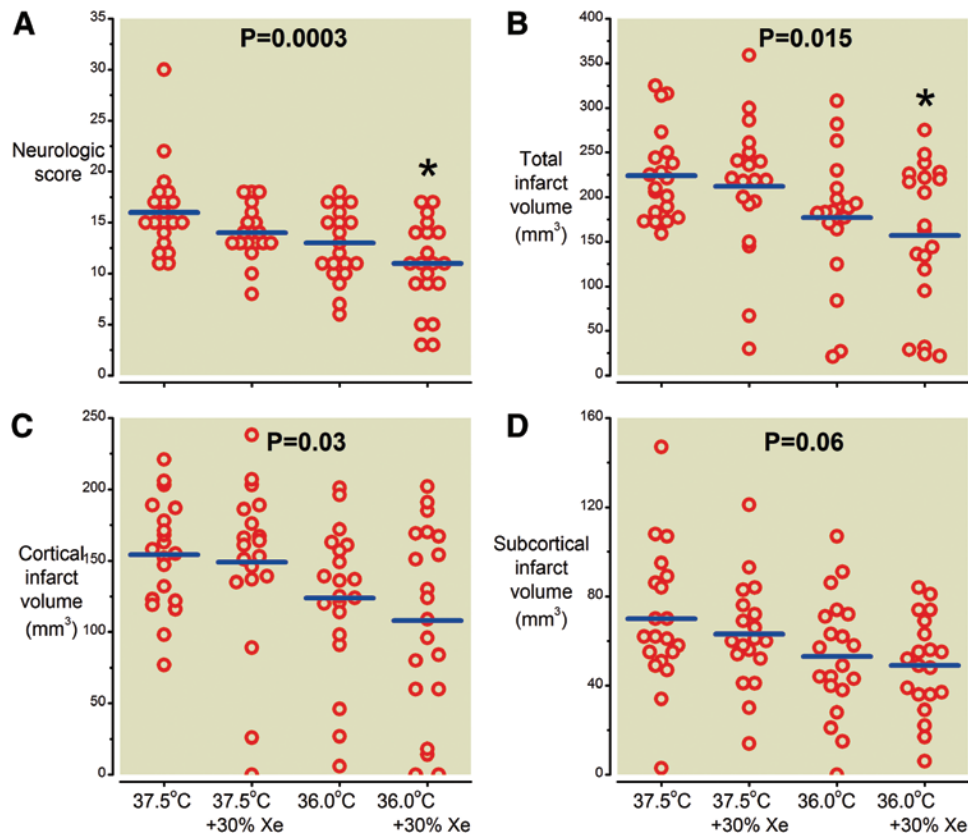 A
P=0.0003
35
30
25
20
15
10
5
0
Neurologic
score
*
B
P=0.015
400
350
300
250
200
150
100
50
0
Total
infarct
volume
(mm³)
*
C
P=0.03
250
200
150
100
50
0
Cortical
infarct
volume
(mm³)
37.5°C
37.5°C
+30% Xe
36.0°C
36.0°C
+30% Xe
D
P=0.06
160
120
80
40
0
Subcortical
infarct
volume
(mm³)
37.5°C
37.5°C
+30% Xe
36.0°C
36.0°C
+30% Xe